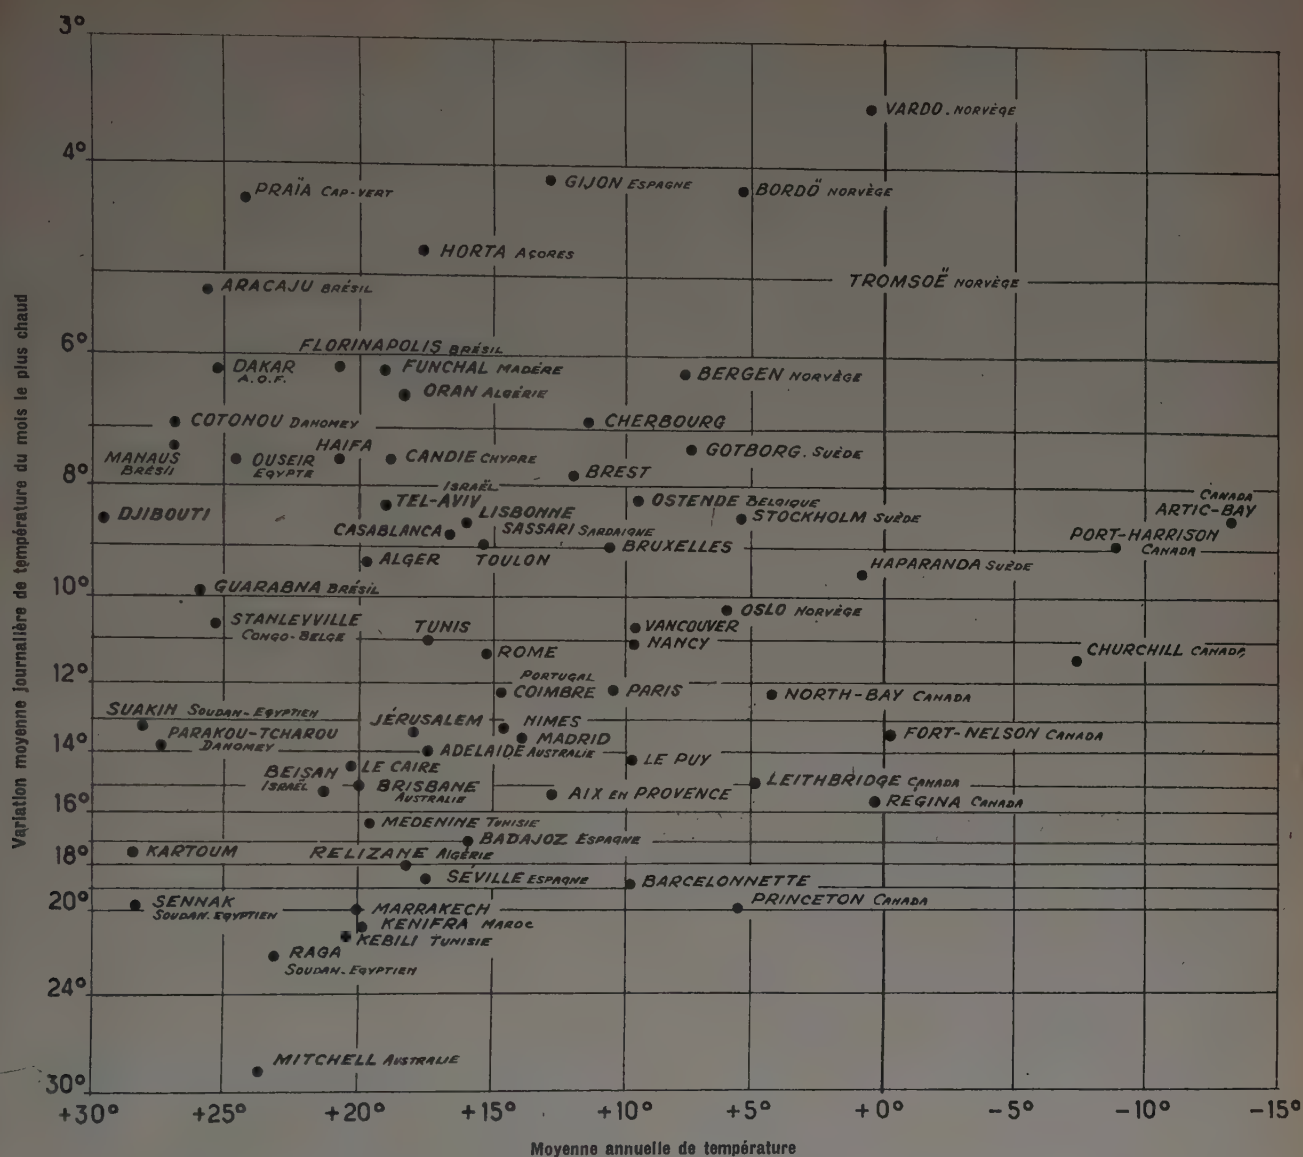 3°
VARDO. NORVÈGE
4°
PRAÏA CAP-VERT
GIJON ESPAGNE
BORDÖ NORVÈGE
HORTA AÇORES
TROMSOË NORVÈGE
ARACAJU BRÉSIL
6°
FLORINAPOLIS BRÉSIL
DAKAR
A.O.F.
FUNCHAL MADÉRE
BERGEN NORVÈGE
ORAN ALGÉRIE
COTONOU DAHOMEY
CHERBOURG
MANAUS
BRÉSIL
OUSEIR
EGYPTE
HAIFA
CANDIE CHYPRE
GOTBORG. SUÈDE
BREST
8°
ISRAËL
TEL-AVIV
OSTENDE BELGIQUE
CANADA
ARTIC-BAY
DJIBOUTI
LISBONNE
STOCKHOLM SUÈDE
CASABLANCA
SASSARI SARDAIGNE
PORT-HARRISON
CANADA
BRUXELLES
ALGER
TOULON
HAPARANDA SUÈDE
GUARABNA BRÉSIL
10°
OSLO NORVÈGE
STANLEYVILLE
CONGO-BELGE
TUNIS
VANCOUVER
NANCY
ROME
CHURCHILL CANADA
12°
PORTUGAL
COIMBRE
PARIS
NORTH-BAY CANADA
SUAKIN SOUDAN-EGYPTIEN
JÉRUSALEM
NIMES
PARAKOU-TCHAROU
DAHOMEY
MADRID
FORT-NELSON CANADA
14°
ADELAIDE AUSTRALIE
LE PUY
BEISAN
ISRAËL
LE CAIRE
BRISBANE
AUSTRALIE
LEITHBRIDGE CANADA
AIX EN PROVENCE
RÉGINA CANADA
16°
MEDENINE TUNISIE
BADAJOZ ESPAGNE
KARTOUM
RELIZANE ALGÉRIE
18°
SÉVILLE ESPAGNE
BARCELONNETTE
SENNAK
SOUDAN. EGYPTIEN
PRINCETON CANADA
20°
MARRAKECH
KENIFRA MAROC
KEBILI TUNISIE
RAGA
SOUDAN-EGYPTIEN
24°
MITCHELL AUSTRALIE
30°
+30° +25° +20° +15° +10° +5° +0° -5° -10° -15°
Moyenne annuelle de température
Variation moyenne journalière de température du mois le plus chaud